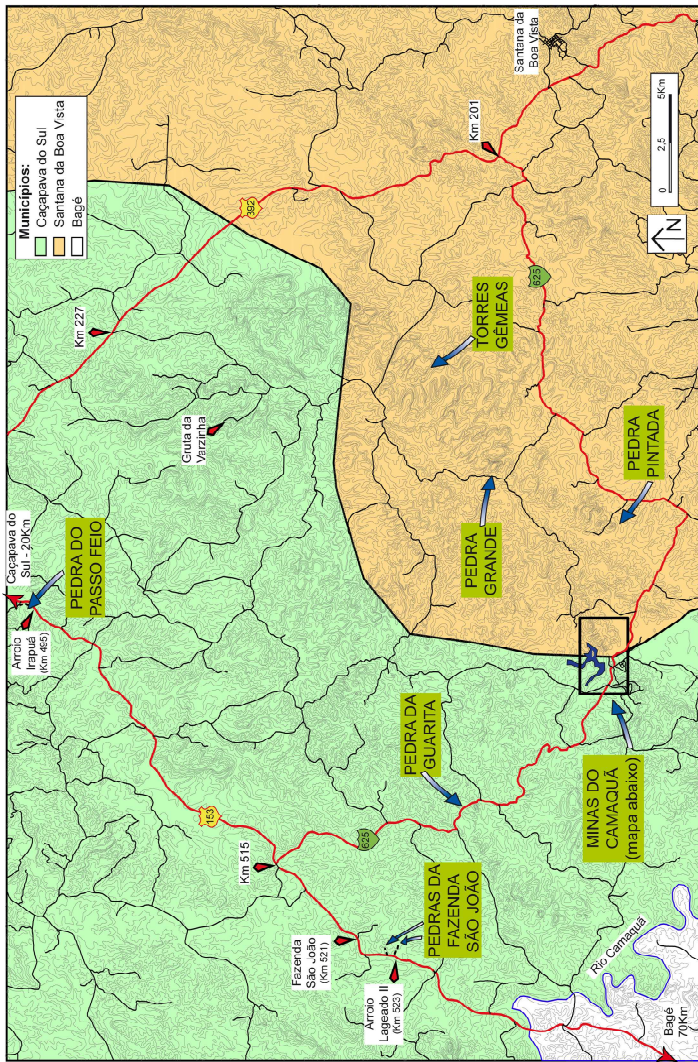 Municípios:
Caçapava do Sul
Santana da Boa Vista
Bagé
Santana da
Boa Vista
Km 201
5Km
2,5
0
N
392
Km 227
625
TORRES
GÊMEAS
Gruta da
Varzinha
PEDRA
PINTADA
PEDRA
GRANDE
Caçapava do
Sul - 20Km
PEDRA DO
PASSO FEIO
Arroio
Irapuá
(Km 495)
PEDRA DA
GUARITA
MINAS DO
CAMAQUÃ
(mapa abaixo)
153
625
Km 515
PEDRAS DA
FAZENDA
SÃO JOÃO
Fazenda
São João
(Km 521)
Arroio
Lageado II
(Km 523)
Rio Camaquã
Bagé
70Km